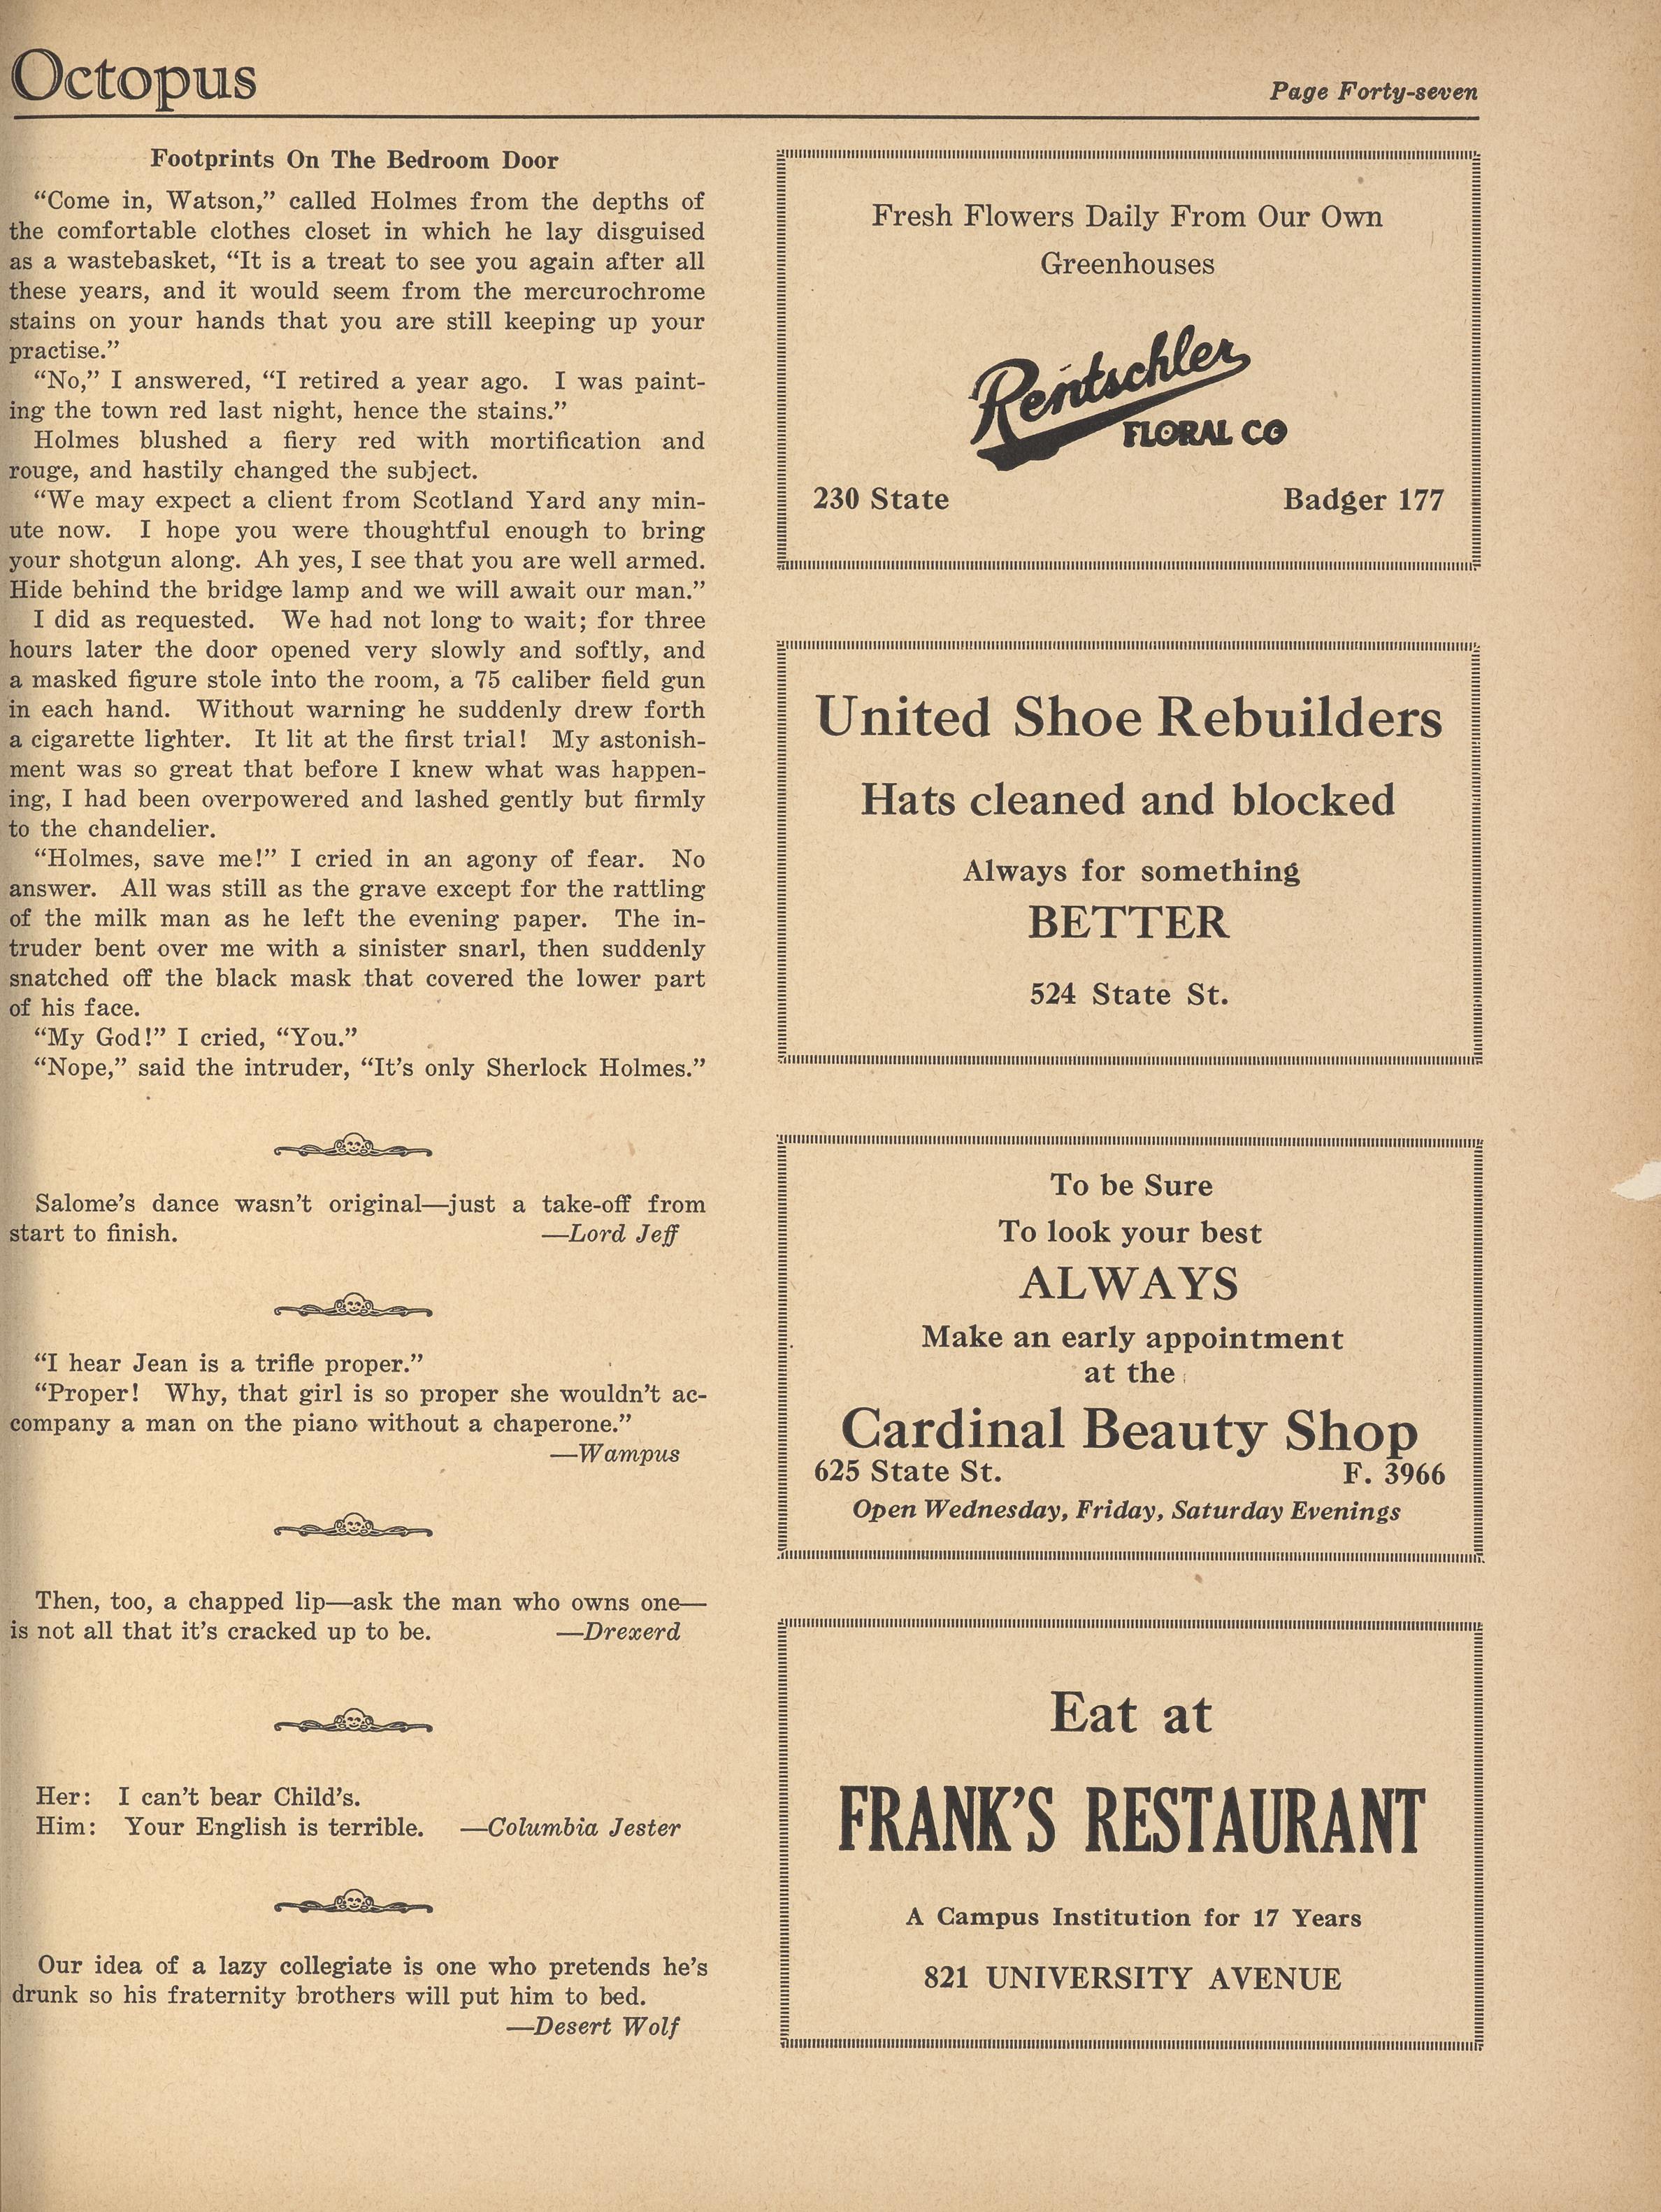 Octopus
Page Forty-seven
Footprints On The Bedroom Door
“Come in, Watson,” called Holmes from the depths of
the comfortable clothes closet in which he lay disguised
as a wastebasket, “It is a treat to see you again after all
these years, and it would seem from the mercurochrome
stains on your hands that you are still keeping up your
practise.”
“No,” I answered, “I retired a year ago. I was paint-
ing the town red last night, hence the stains.”
Holmes blushed a fiery red with mortification and
rouge, and hastily changed the subject.
“We may expect a client from Scotland Yard any min-
ute now. I hope you were thoughtful enough to bring
your shotgun along. Ah yes, I see that you are well armed.
Hide behind the bridge lamp and we will await our man.”
I did as requested. We had not long to wait; for three
hours later the door opened very slowly and softly, and
a masked figure stole into the room, a 75 caliber field gun
in each hand. Without warning he suddenly drew forth
a cigarette lighter. It lit at the first trial! My astonish-
ment was so great that before I knew what was happen-
ing, I had been overpowered and lashed gently but firmly
to the chandelier.
“Holmes, save me!” I cried in an agony of fear. No
answer. All was still as the grave except for the rattling
of the milk man as he left the evening paper. The in-
truder bent over me with a sinister snarl, then suddenly
snatched off the black mask that covered the lower part
of his face.
“My God!” I cried, “You.”
“Nope,” said the intruder, “It’s only Sherlock Holmes.”
Salome’s dance wasn’t original—just a take-off from
start to finish. —Lord Jeff
“I hear Jean is a trifle proper.”
“Proper! Why, that girl is so proper she wouldn’t ac-
company a man on the piano without a chaperone.”
—Wampus
Then, too, a chapped lip—ask the man who owns one—
is not all that it’s cracked up to be. —Drexerd
Her: I can’t bear Child’s.
Him: Your English is terrible. —Columbia Jester
Our idea of a lazy collegiate is one who pretends he’s
drunk so his fraternity brothers will put him to bed.
—Desert Wolf
Fresh Flowers Daily From Our Own
Greenhouses
Rentschler
FLORAL CO
230 State Badger 177
United Shoe Rebuilders
Hats cleaned and blocked
Always for something
BETTER
524 State St.
To be Sure
To look your best
ALWAYS
Make an early appointment
at the
Cardinal Beauty Shop
625 State St. F. 3966
Open Wednesday, Friday, Saturday Evenings
Eat at
FRANK’S RESTAURANT
A Campus Institution for 17 Years
821 UNIVERSITY AVENUE